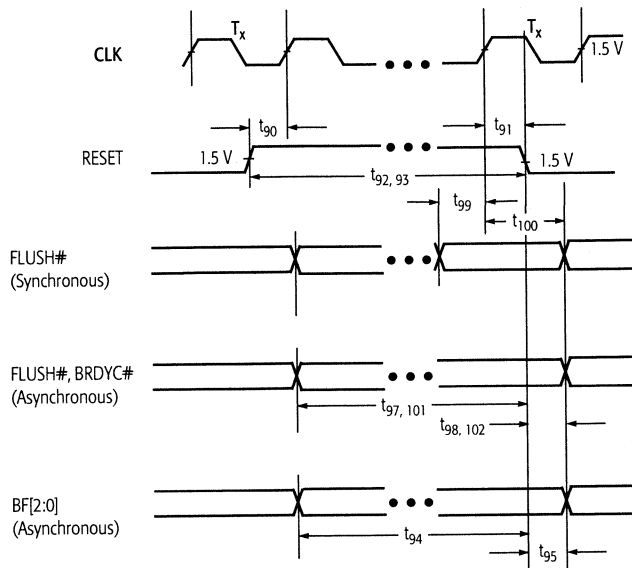 Tx
Tx
CLK
1.5 V
t90
t91
RESET
1.5 V
1.5 V
t92, 93
t99
t100
FLUSH#
(Synchronous)
FLUSH#, BRDYC#
(Asynchronous)
t97, 101
t98, 102
BF[2:0]
(Asynchronous)
t94
t95